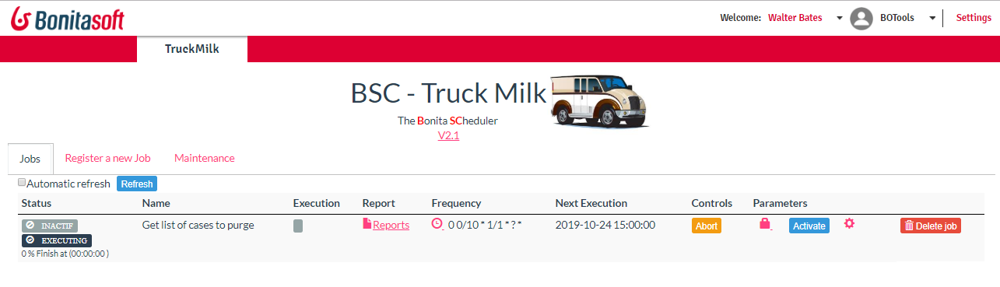 Bonitasoft Welcome: Walter Bates BOTools Settings
TruckMilk
BSC - Truck Milk
The Bonita SCheduler
V2.1
Jobs Register a new Job Maintenance
Automatic refresh Refresh
Status Name Execution Report Frequency Next Execution Controls Parameters
INACTIF Get list of cases to purge Reports 0 0/10 * 1/1 * ? * 2019-10-24 15:00:00 Abort Activate Delete job
EXECUTING
0 % Finish at (00:00:00 )